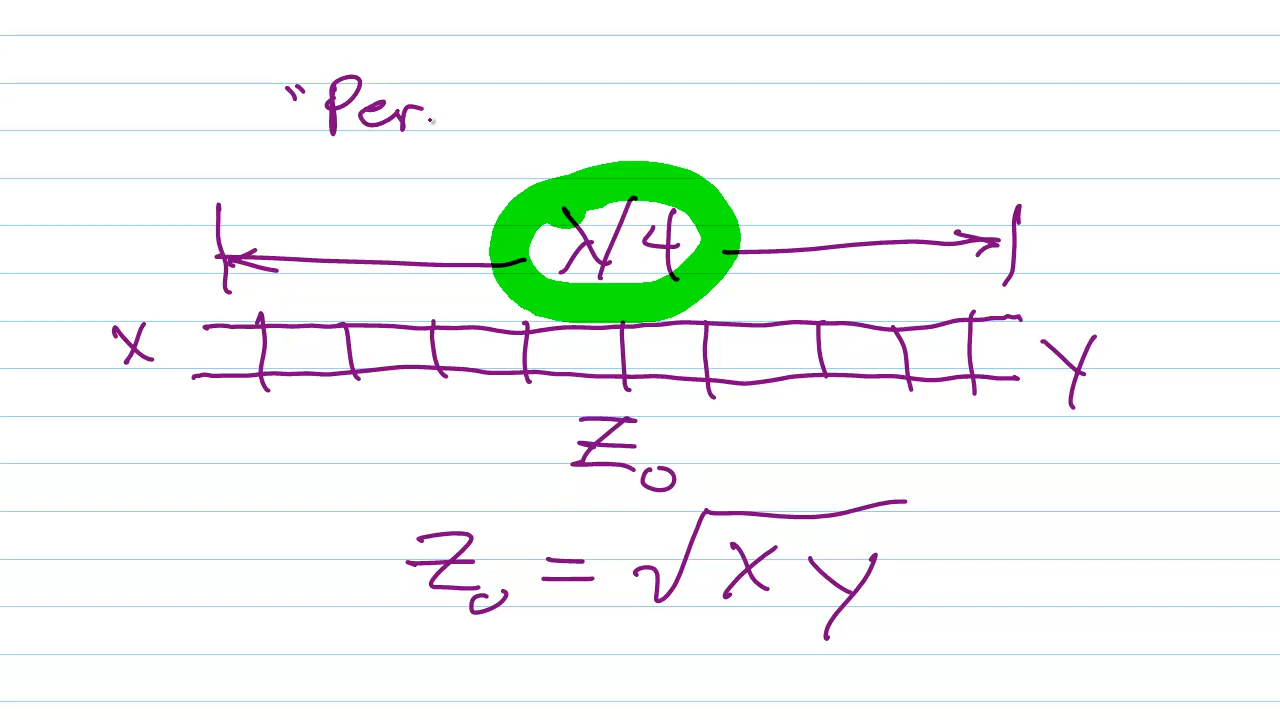 "Per.
λ/4
X Y
Z₀
Z₀ = √XY